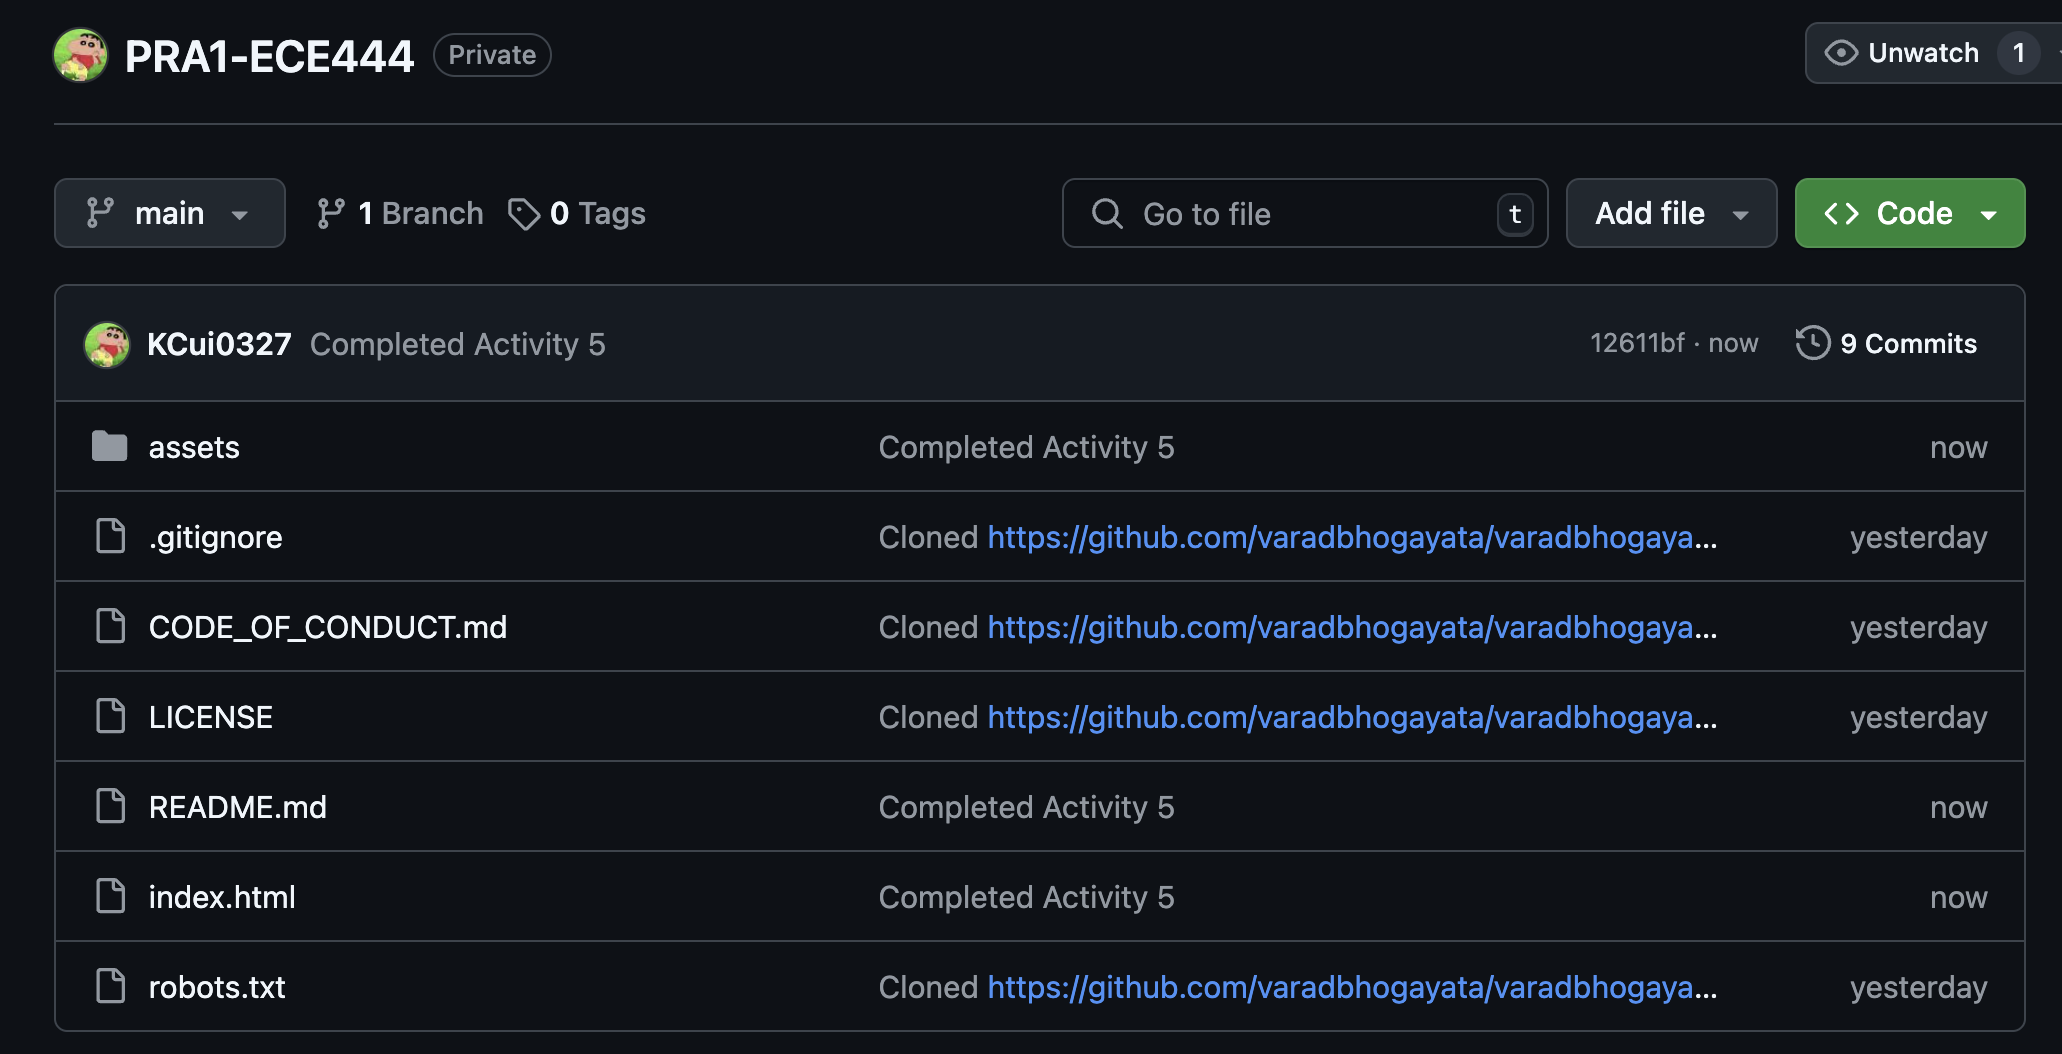 PRA1-ECE444 Private Unwatch 1
main 1 Branch 0 Tags Go to file t Add file Code
KCui0327 Completed Activity 5 12611bf · now 9 Commits
assets Completed Activity 5 now
.gitignore Cloned https://github.com/varadbhogayata/varadbhogaya... yesterday
CODE_OF_CONDUCT.md Cloned https://github.com/varadbhogayata/varadbhogaya... yesterday
LICENSE Cloned https://github.com/varadbhogayata/varadbhogaya... yesterday
README.md Completed Activity 5 now
index.html Completed Activity 5 now
robots.txt Cloned https://github.com/varadbhogayata/varadbhogaya... yesterday